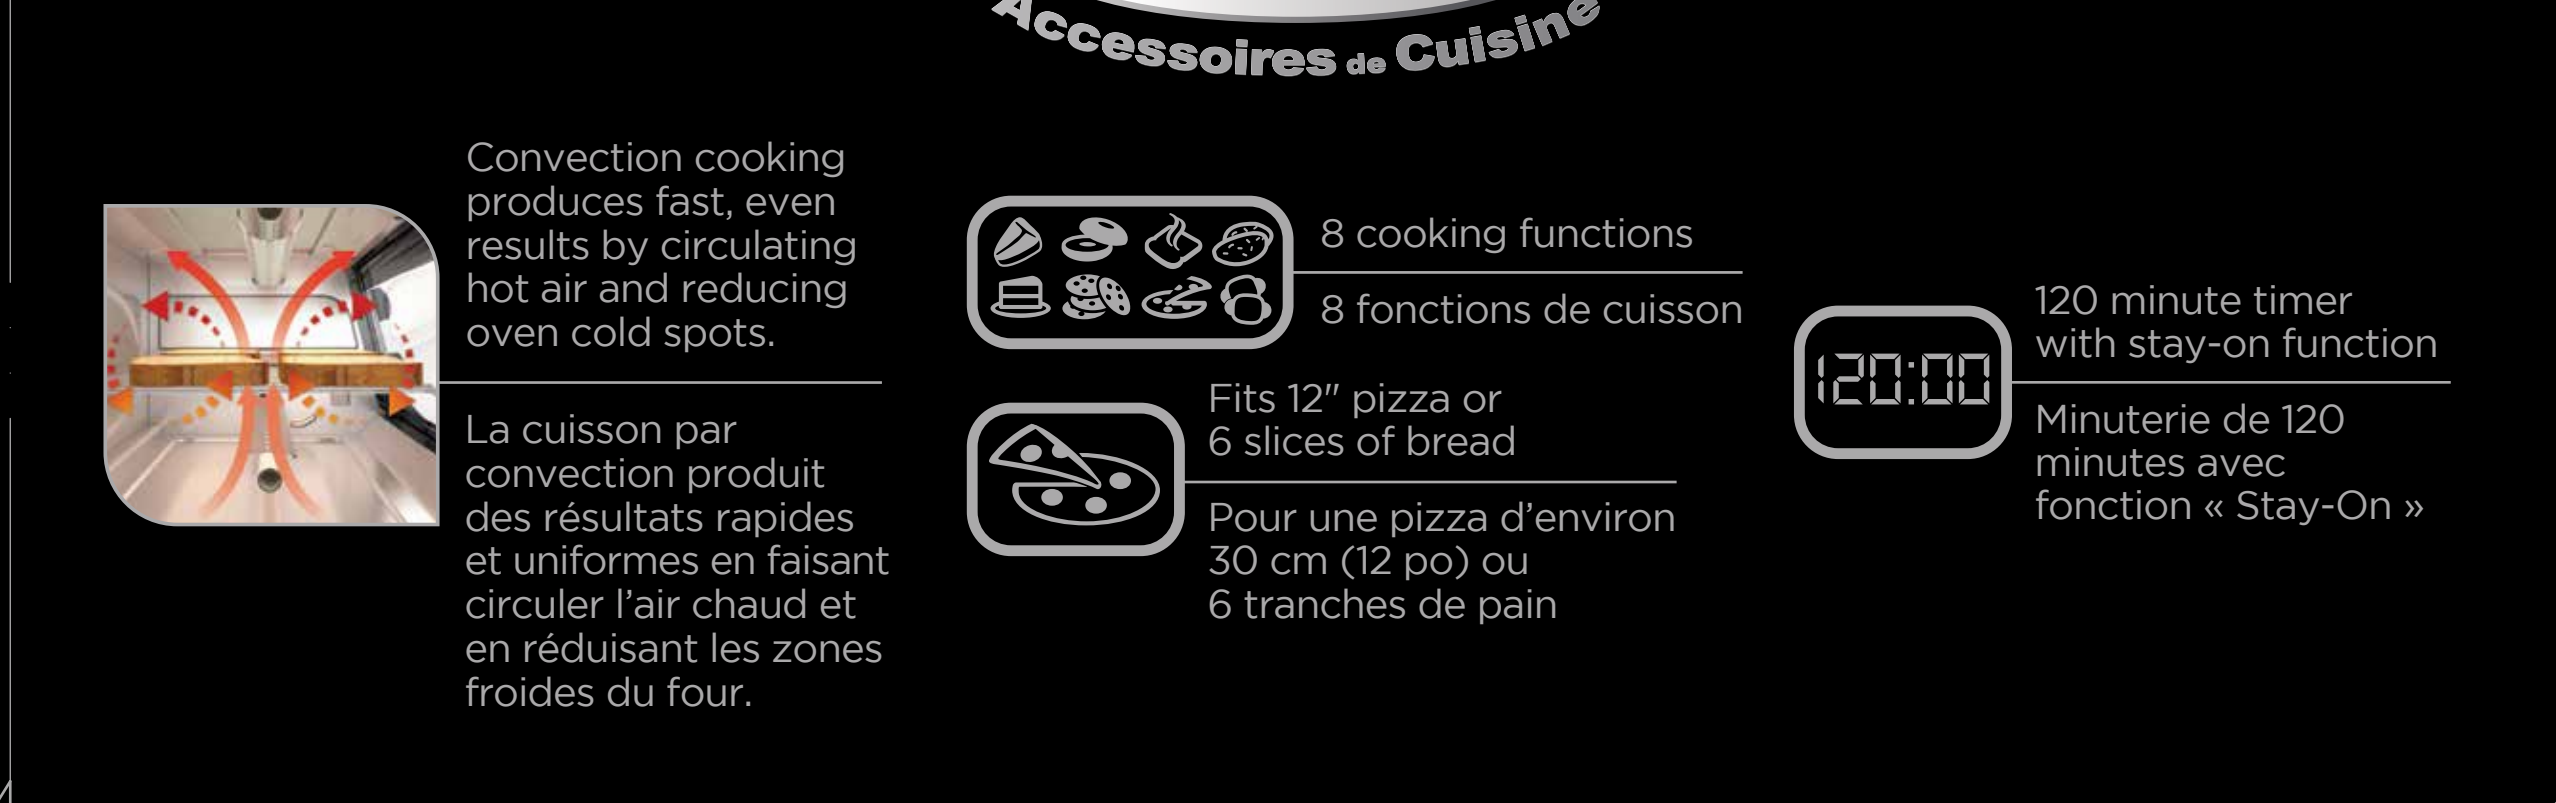 Accessoires de Cuisine
Convection cooking
produces fast, even
results by circulating
hot air and reducing
oven cold spots.
La cuisson par
convection produit
des résultats rapides
et uniformes en faisant
circuler l’air chaud et
en réduisant les zones
froides du four.
8 cooking functions
8 fonctions de cuisson
Fits 12" pizza or
6 slices of bread
Pour une pizza d’environ
30 cm (12 po) ou
6 tranches de pain
120:00
120 minute timer
with stay-on function
Minuterie de 120
minutes avec
fonction « Stay-On »